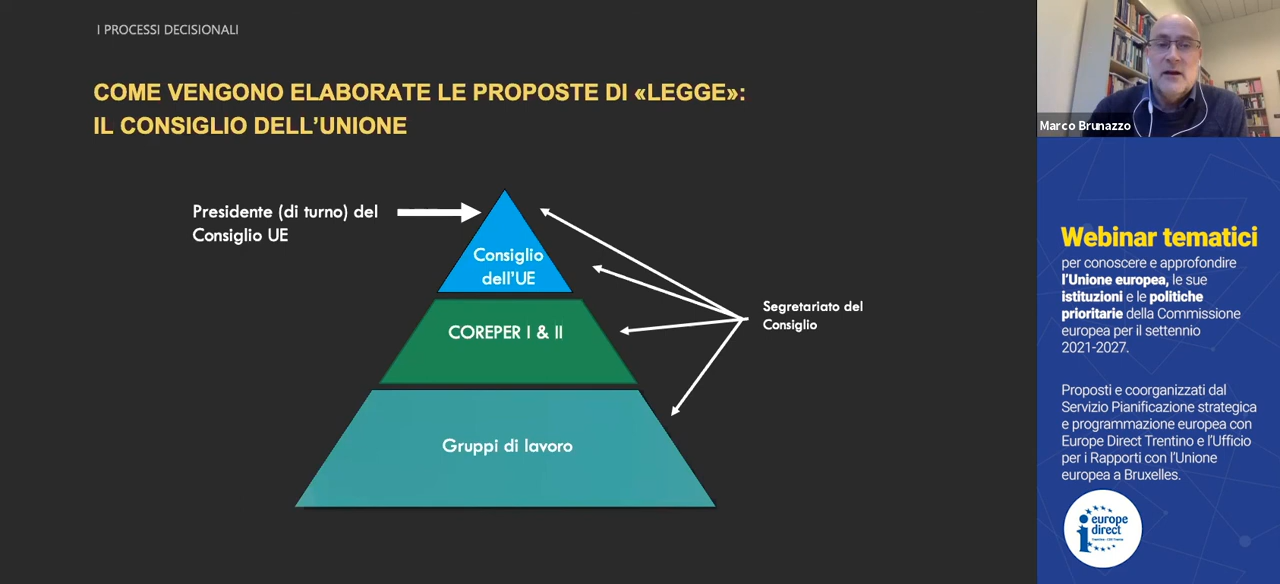 I PROCESSI DECISIONALI
COME VENGONO ELABORATE LE PROPOSTE DI «LEGGE»:
IL CONSIGLIO DELL’UNIONE
Presidente (di turno) del
Consiglio UE
Consiglio
dell’UE
COREPER I & II
Gruppi di lavoro
Segretariato del
Consiglio
Marco Brunazzo
Webinar tematici
per conoscere e approfondire
l’Unione europea, le sue
istituzioni e le politiche
prioritarie della Commissione
europea per il settennio
2021-2027.
Proposti e coorganizzati dal
Servizio Pianificazione strategica
e programmazione europea con
Europe Direct Trentino e l’Ufficio
per i Rapporti con l’Unione
europea a Bruxelles.
europe
direct